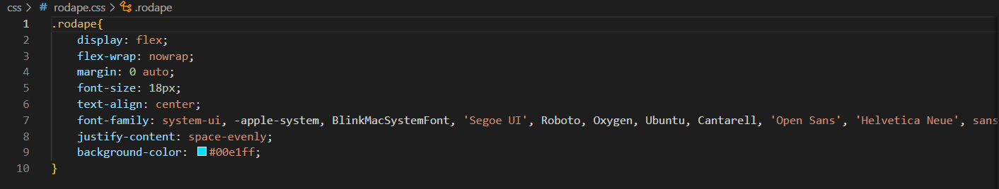 css > # rodape.css > .rodape
1 .rodape{
2 display: flex;
3 flex-wrap: nowrap;
4 margin: 0 auto;
5 font-size: 18px;
6 text-align: center;
7 font-family: system-ui, -apple-system, BlinkMacSystemFont, 'Segoe UI', Roboto, Oxygen, Ubuntu, Cantarell, 'Open Sans', 'Helvetica Neue', sans
8 justify-content: space-evenly;
9 background-color: #00e1ff;
10 }